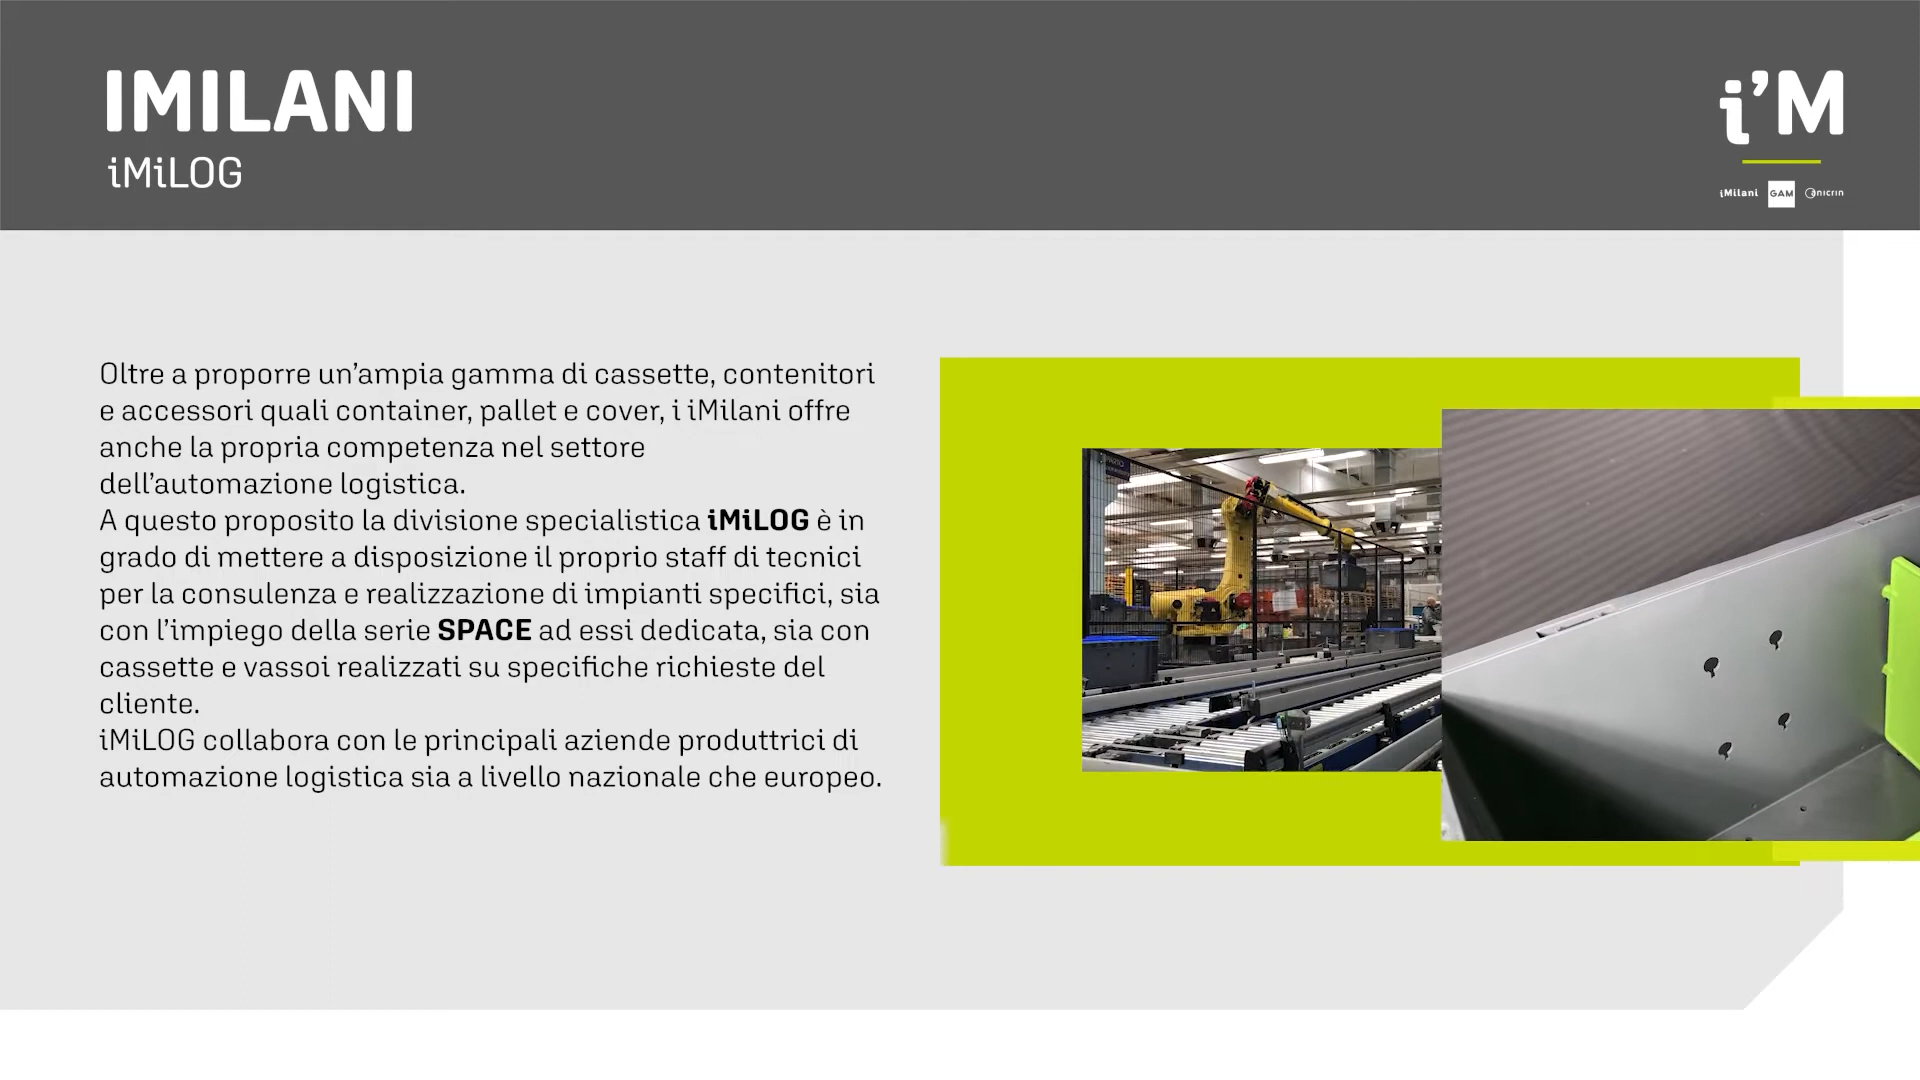 IMILANI
iMiLOG
i’M
iMilani GAM
Oltre a proporre un’ampia gamma di cassette, contenitori
e accessori quali container, pallet e cover, i iMilani offre
anche la propria competenza nel settore
dell’automazione logistica.
A questo proposito la divisione specialistica iMiLOG è in
grado di mettere a disposizione il proprio staff di tecnici
per la consulenza e realizzazione di impianti specifici, sia
con l’impiego della serie SPACE ad essi dedicata, sia con
cassette e vassoi realizzati su specifiche richieste del
cliente.
iMiLOG collabora con le principali aziende produttrici di
automazione logistica sia a livello nazionale che europeo.